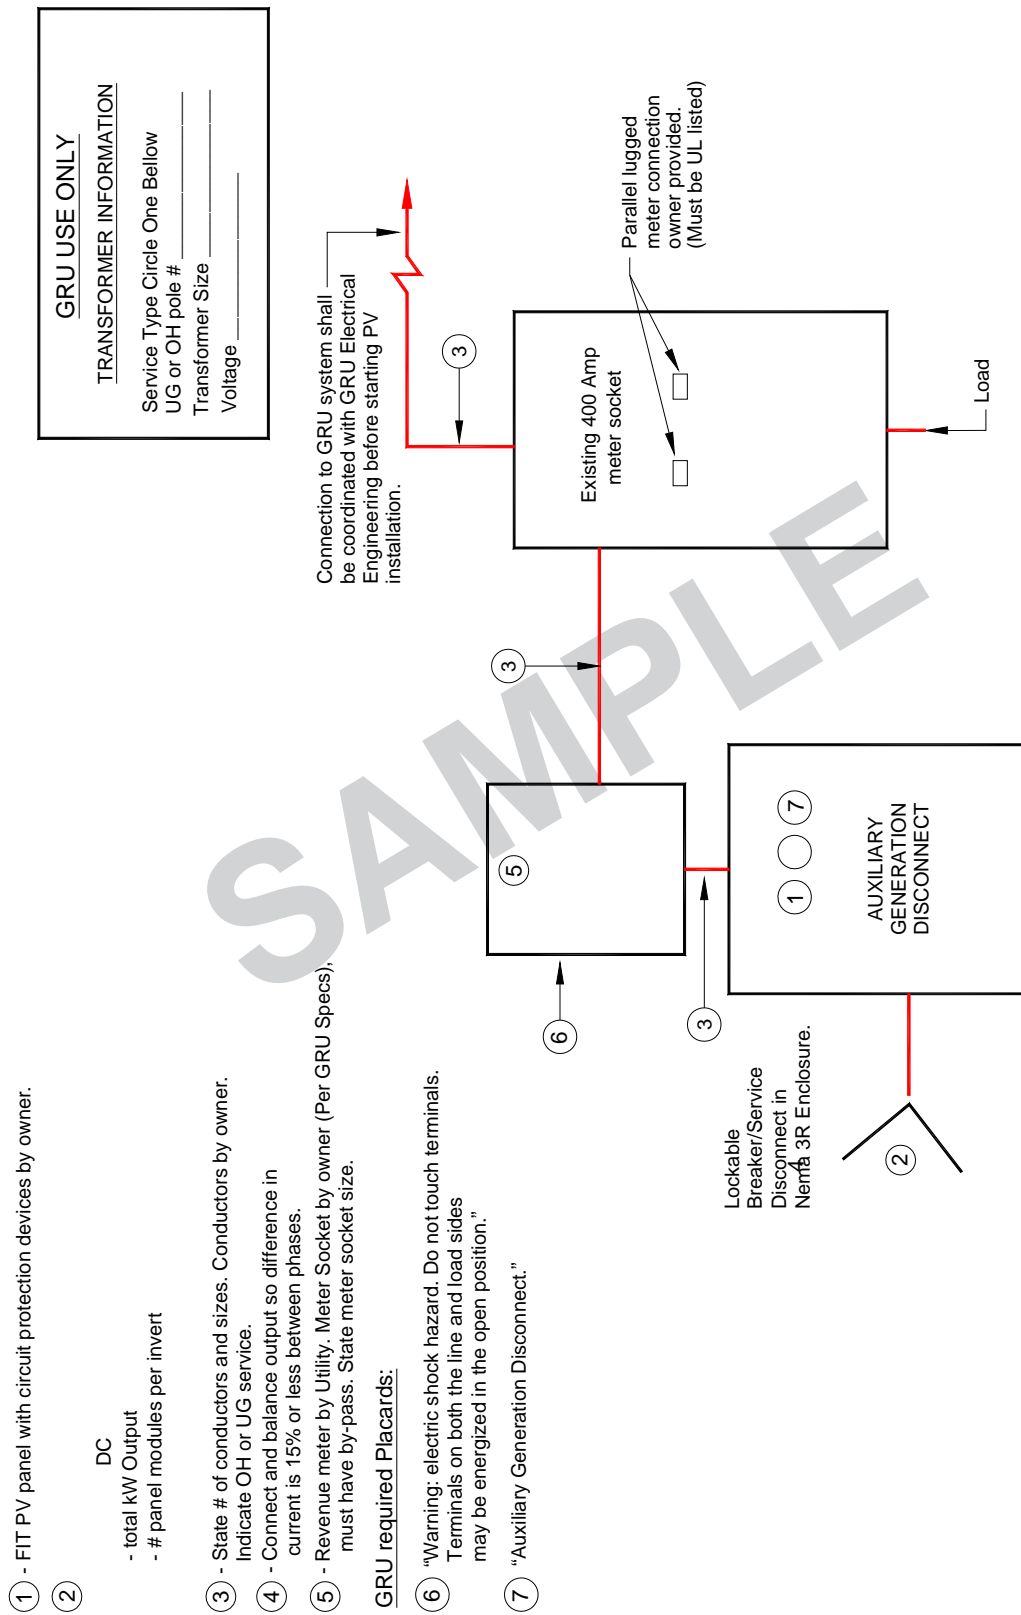 GRU USE ONLY
TRANSFORMER INFORMATION
Service Type Circle One Bellow
UG or OH pole #
Transformer Size
Voltage
Connection to GRU system shall
be coordinated with GRU Electrical
Engineering before starting PV
installation.
3
Existing 400 Amp
meter socket
Parallel lugged
meter connection
owner provided.
(Must be UL listed)
Load
3
5
6
3
1 7
AUXILIARY
GENERATION
DISCONNECT
Lockable
Breaker/Service
Disconnect in
Nema 3R Enclosure.
4
2
SAMPLE
1 - FIT PV panel with circuit protection devices by owner.
2
DC
- total kW Output
- # panel modules per invert
3 - State # of conductors and sizes. Conductors by owner.
Indicate OH or UG service.
4 - Connect and balance output so difference in
current is 15% or less between phases.
5 - Revenue meter by Utility. Meter Socket by owner (Per GRU Specs),
must have by-pass. State meter socket size.
GRU required Placards:
6 “Warning: electric shock hazard. Do not touch terminals.
Terminals on both the line and load sides
may be energized in the open position.”
7 “Auxiliary Generation Disconnect.”